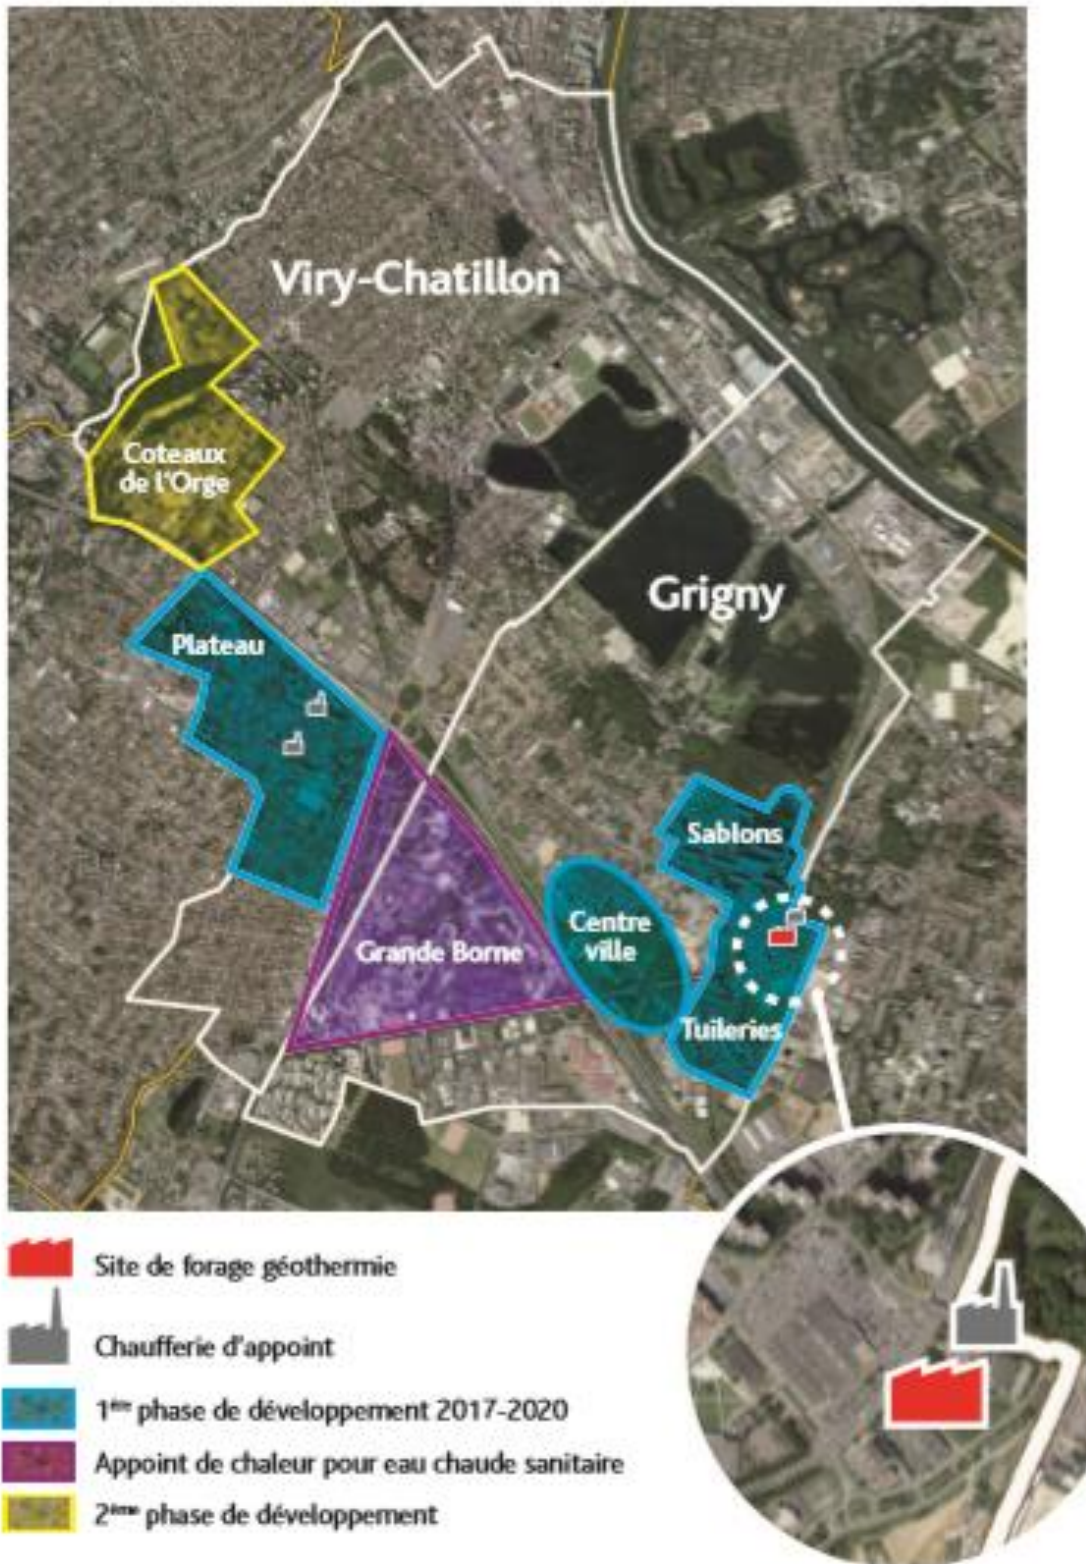 Viry-Chatillon
Coteaux
de l'Orge
Grigny
Plateau
Sablons
Centre
ville
Grande Borne
Tuileries
Site de forage géothermie
Chaufferie d'appoint
1ère phase de développement 2017-2020
Appoint de chaleur pour eau chaude sanitaire
2ème phase de développement